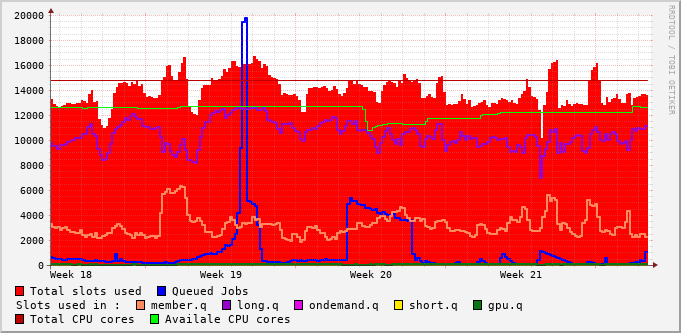 RRDTOOL / TOBI OETIKER
20000
18000
16000
14000
12000
10000
8000
6000
4000
2000
0
Week 18 Week 19 Week 20 Week 21
Total slots used Queued Jobs
Slots used in : member.q long.q ondemand.q short.q gpu.q
Total CPU cores Availale CPU cores